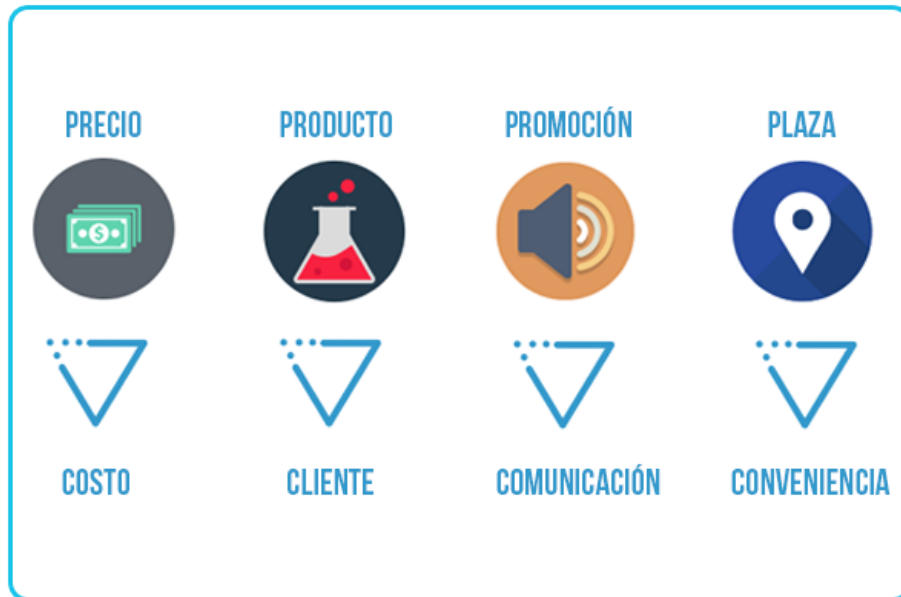 PRECIO PRODUCTO PROMOCIÓN PLAZA
$
COSTO CLIENTE COMUNICACIÓN CONVENIENCIA